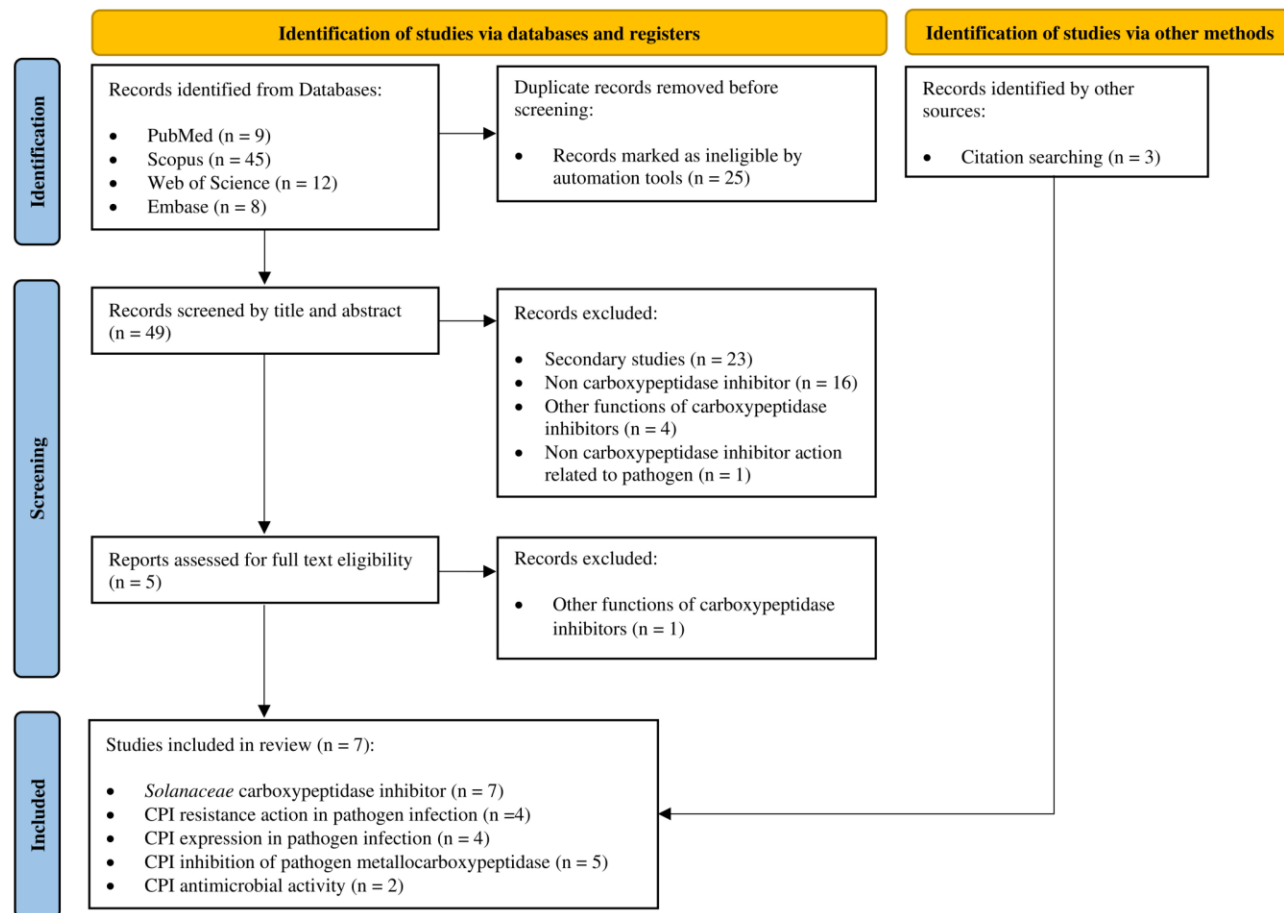 Identification of studies via databases and registers
Identification of studies via other methods
Identification
Records identified from Databases:
• PubMed (n = 9)
• Scopus (n = 45)
• Web of Science (n = 12)
• Embase (n = 8)
Duplicate records removed before
screening:
• Records marked as ineligible by
automation tools (n = 25)
Records identified by other
sources:
• Citation searching (n = 3)
Screening
Records screened by title and abstract
(n = 49)
Records excluded:
• Secondary studies (n = 23)
• Non carboxypeptidase inhibitor (n = 16)
• Other functions of carboxypeptidase
inhibitors (n = 4)
• Non carboxypeptidase inhibitor action
related to pathogen (n = 1)
Reports assessed for full text eligibility
(n = 5)
Records excluded:
• Other functions of carboxypeptidase
inhibitors (n = 1)
Included
Studies included in review (n = 7):
• Solanaceae carboxypeptidase inhibitor (n = 7)
• CPI resistance action in pathogen infection (n =4)
• CPI expression in pathogen infection (n = 4)
• CPI inhibition of pathogen metallocarboxypeptidase (n = 5)
• CPI antimicrobial activity (n = 2)